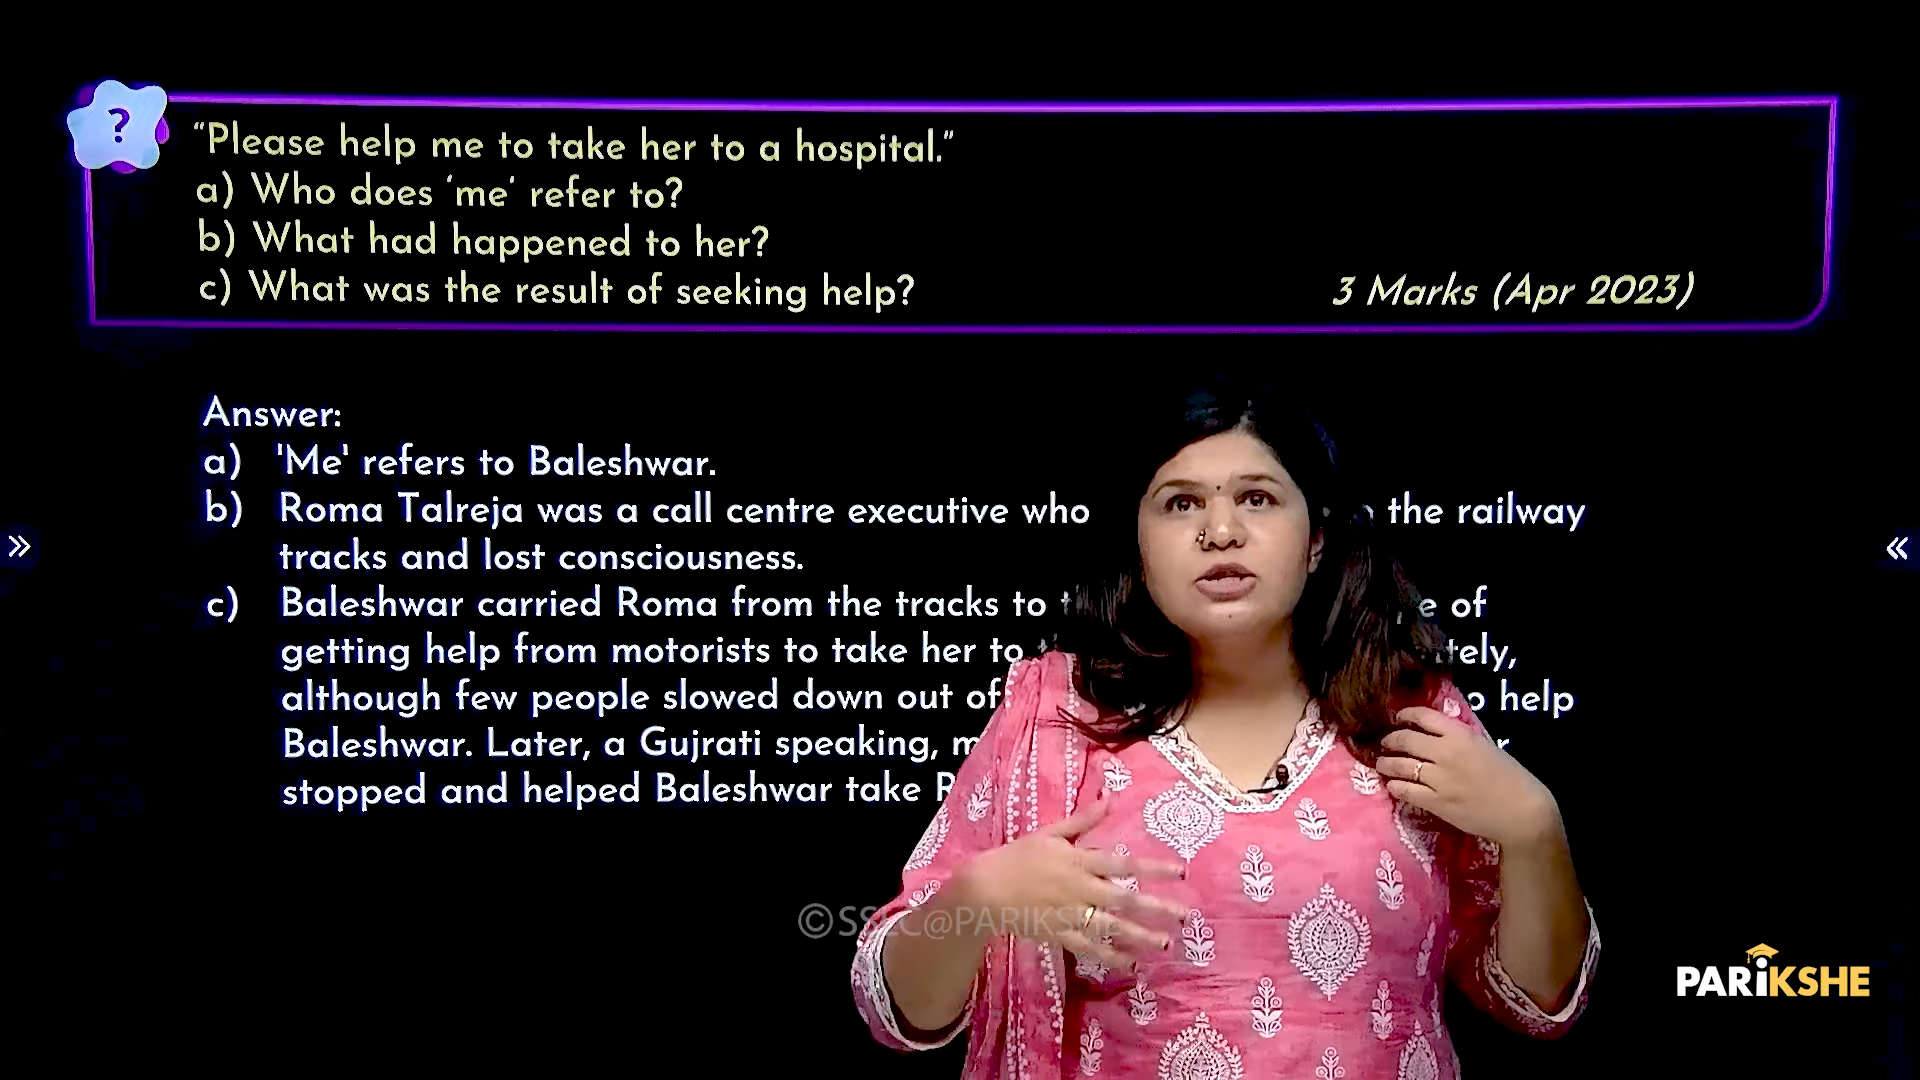 ?
“Please help me to take her to a hospital.”
a) Who does ‘me’ refer to?
b) What had happened to her?
c) What was the result of seeking help?
3 Marks (Apr 2023)
Answer:
a) 'Me' refers to Baleshwar.
b) Roma Talreja was a call centre executive who the railway
tracks and lost consciousness.
c) Baleshwar carried Roma from the tracks to of
getting help from motorists to take her to
although few people slowed down out of help
Baleshwar. Later, a Gujrati speaking,
stopped and helped Baleshwar take
©SSLC@PARIKSHE
PARIKSHE